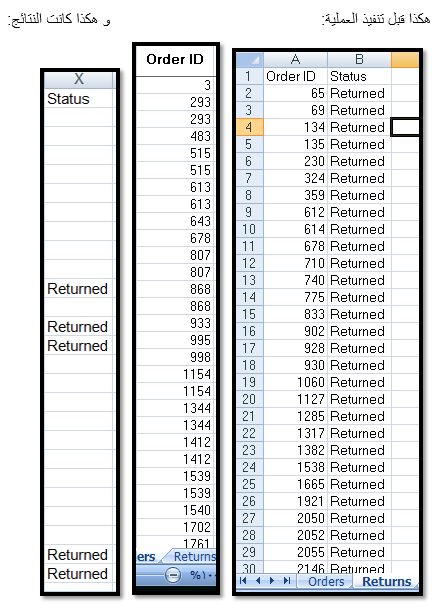 هكذا قبل تنفيذ العملية:
و هكذا كانت النتائج:
A B
1 Order ID Status
2 65 Returned
3 69 Returned
4 134 Returned
5 135 Returned
6 230 Returned
7 324 Returned
8 359 Returned
9 612 Returned
10 614 Returned
11 678 Returned
12 710 Returned
13 740 Returned
14 775 Returned
15 833 Returned
16 902 Returned
17 928 Returned
18 930 Returned
19 1060 Returned
20 1127 Returned
21 1285 Returned
22 1317 Returned
23 1382 Returned
24 1538 Returned
25 1665 Returned
26 1921 Returned
27 2050 Returned
28 2052 Returned
29 2055 Returned
30 2146 Returned
Orders Returns
Order ID
3
293
293
483
515
515
613
613
643
678
807
807
868
868
933
995
998
1154
1154
1344
1344
1412
1412
1539
1539
1540
1702
1761
ers Returns
%١٠٠
X
Status
Returned
Returned
Returned
Returned
Returned